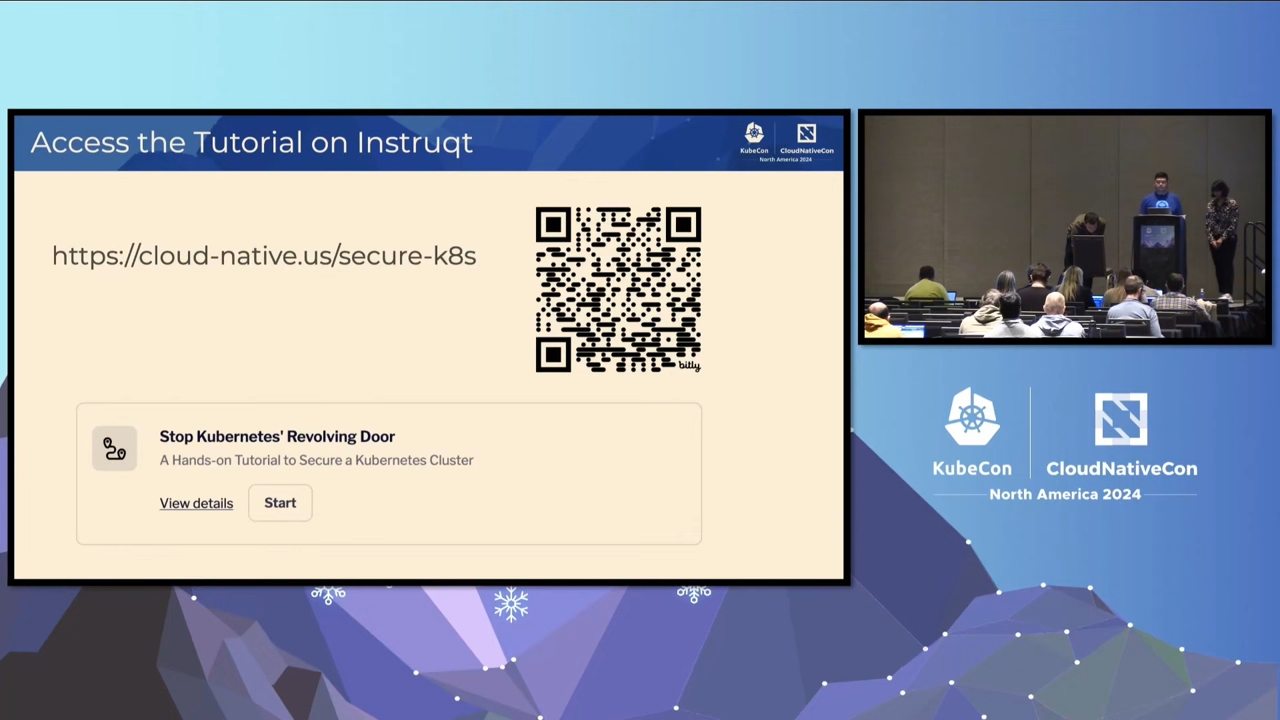 Access the Tutorial on Instruqt
KubeCon
CloudNativeCon
North America 2024
https://cloud-native.us/secure-k8s
bitly
Stop Kubernetes' Revolving Door
A Hands-on Tutorial to Secure a Kubernetes Cluster
View details
Start
KubeCon
CloudNativeCon
North America 2024